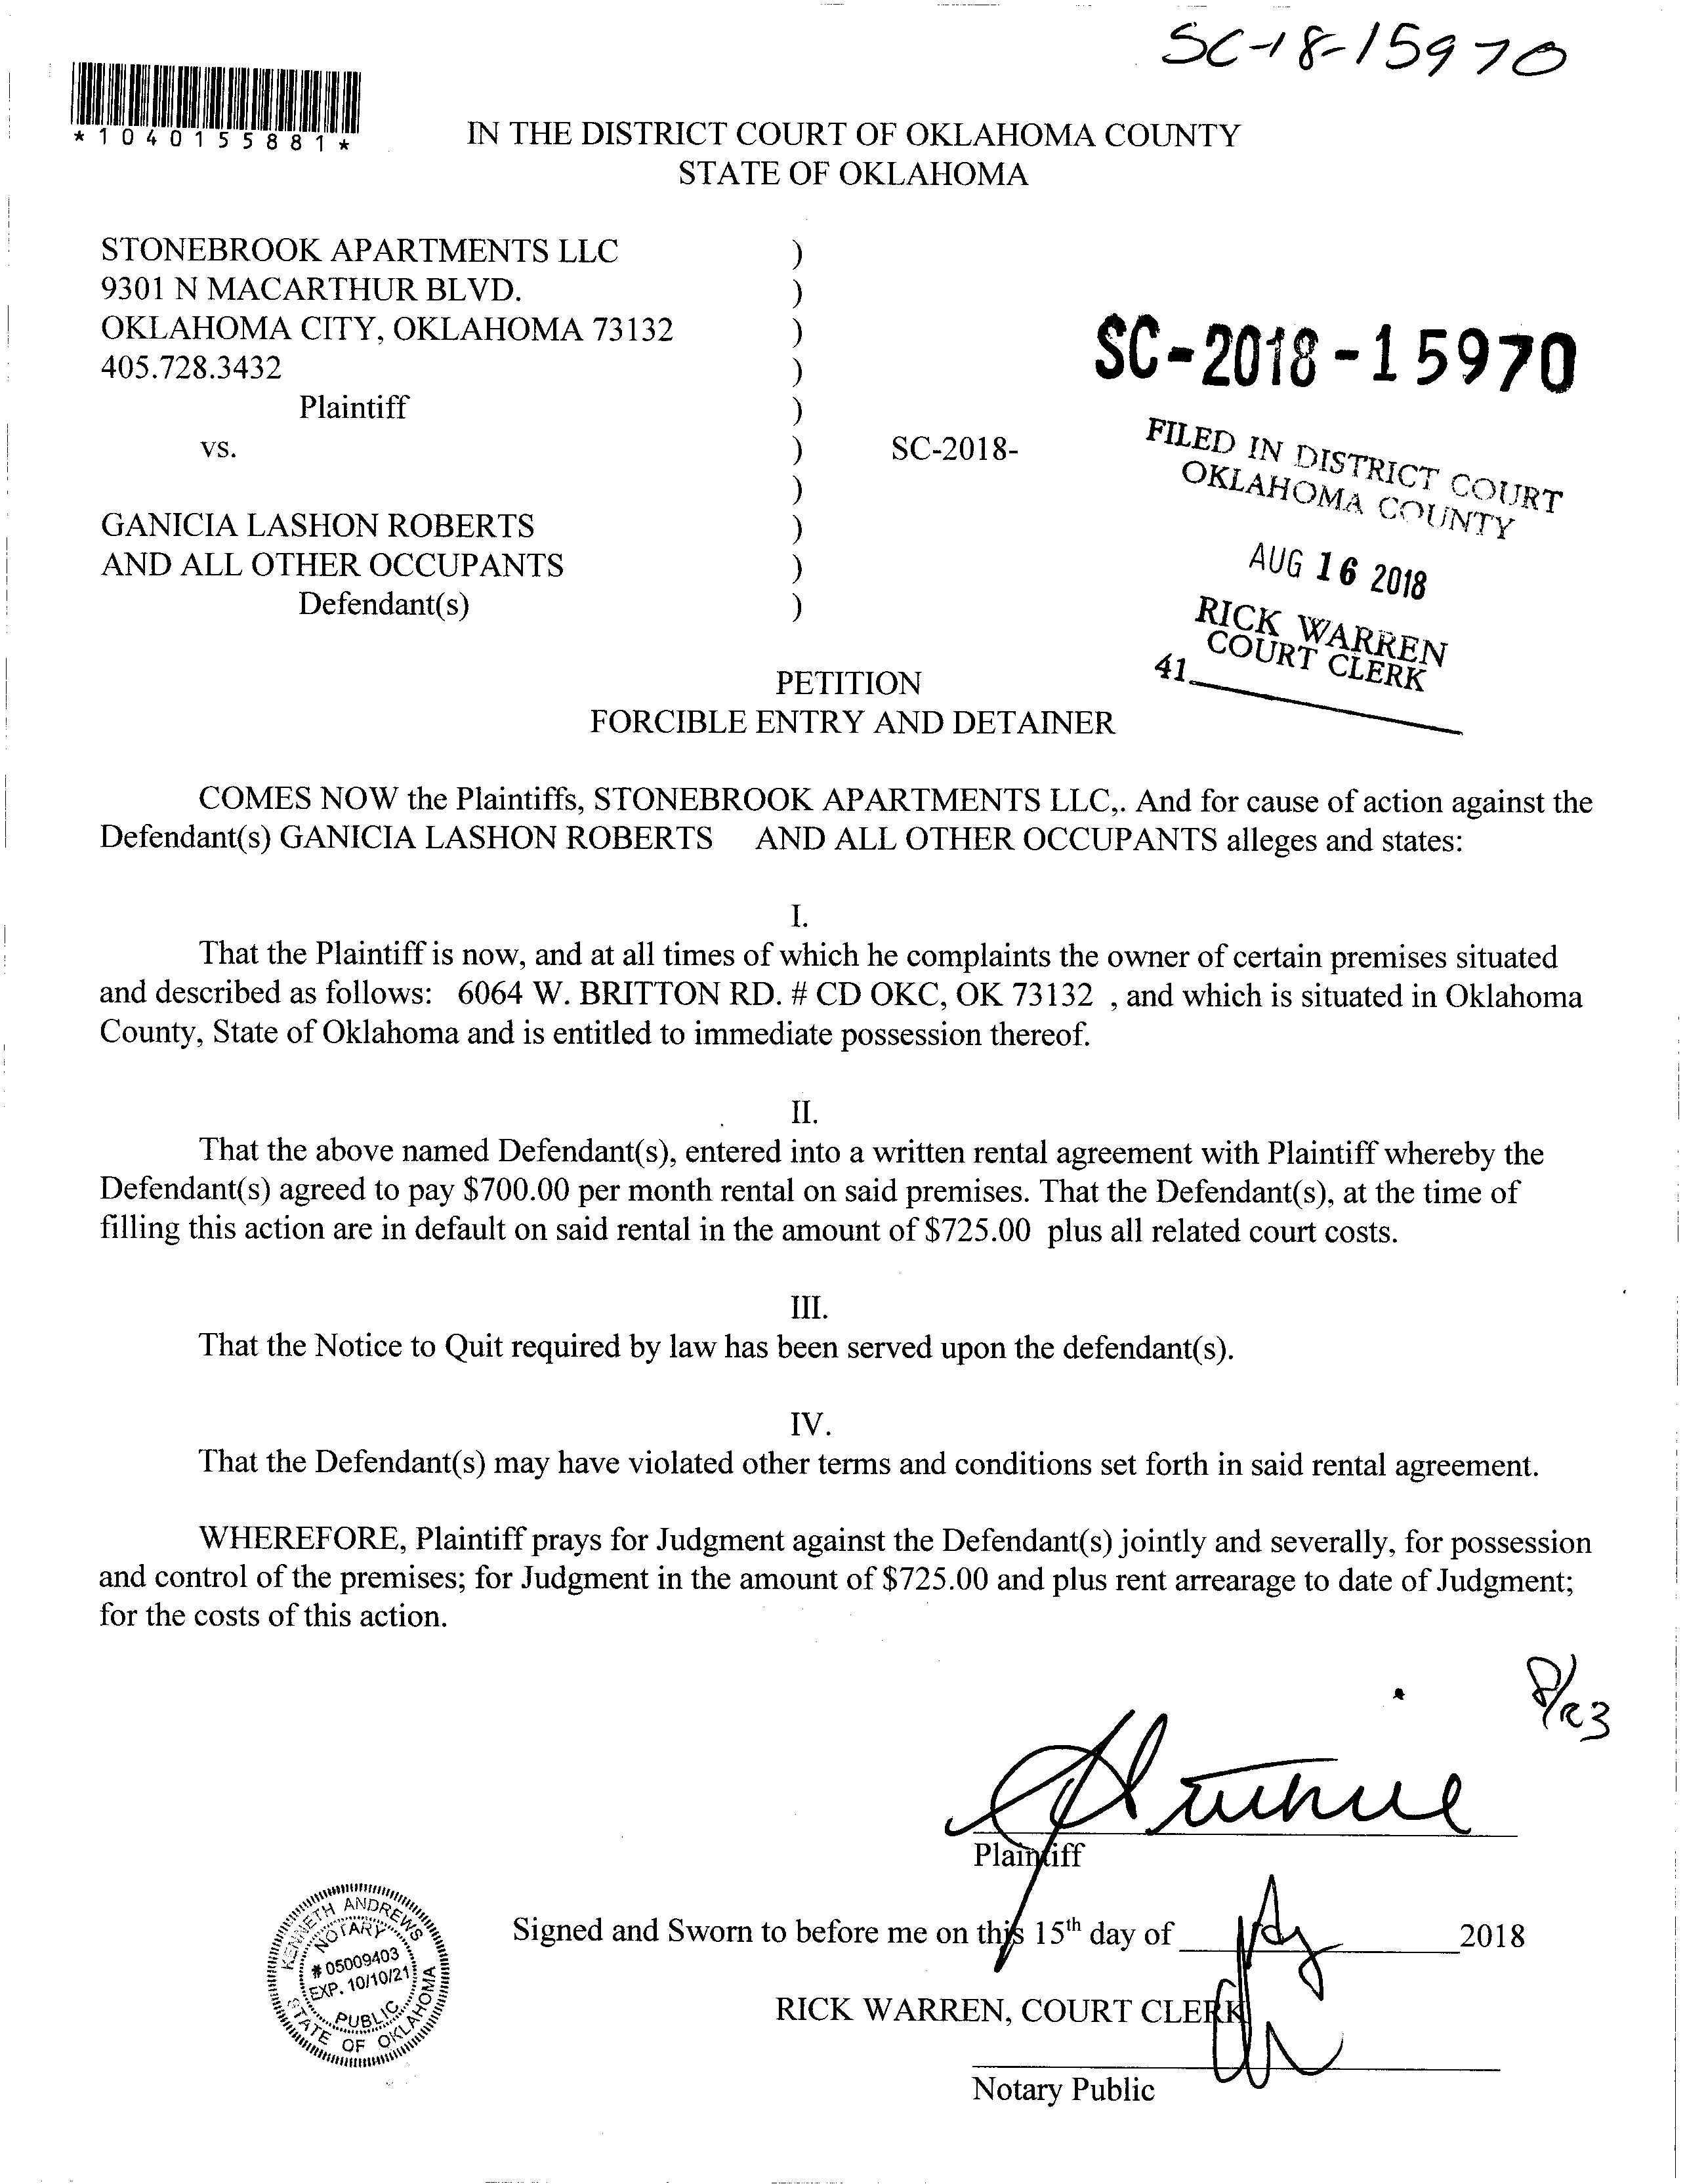 SC-18-15970
*1040155881*
IN THE DISTRICT COURT OF OKLAHOMA COUNTY
STATE OF OKLAHOMA
STONEBROOK APARTMENTS LLC )
9301 N MACARTHUR BLVD. )
OKLAHOMA CITY, OKLAHOMA 73132 )
405.728.3432 )
Plaintiff )
vs. ) SC-2018-
)
GANICIA LASHON ROBERTS )
AND ALL OTHER OCCUPANTS )
Defendant(s) )
SC-2018-15970
FILED IN DISTRICT COURT
OKLAHOMA COUNTY
AUG 16 2018
RICK WARREN
COURT CLERK
41
PETITION
FORCIBLE ENTRY AND DETAINER
COMES NOW the Plaintiffs, STONEBROOK APARTMENTS LLC,. And for cause of action against the
Defendant(s) GANICIA LASHON ROBERTS AND ALL OTHER OCCUPANTS alleges and states:
I.
That the Plaintiff is now, and at all times of which he complaints the owner of certain premises situated
and described as follows: 6064 W. BRITTON RD. # CD OKC, OK 73132 , and which is situated in Oklahoma
County, State of Oklahoma and is entitled to immediate possession thereof.
II.
That the above named Defendant(s), entered into a written rental agreement with Plaintiff whereby the
Defendant(s) agreed to pay $700.00 per month rental on said premises. That the Defendant(s), at the time of
filling this action are in default on said rental in the amount of $725.00 plus all related court costs.
III.
That the Notice to Quit required by law has been served upon the defendant(s).
IV.
That the Defendant(s) may have violated other terms and conditions set forth in said rental agreement.
WHEREFORE, Plaintiff prays for Judgment against the Defendant(s) jointly and severally, for possession
and control of the premises; for Judgment in the amount of $725.00 and plus rent arrearage to date of Judgment;
for the costs of this action.
8/23
Plaintiff
Signed and Sworn to before me on this 15th day of 2018
RICK WARREN, COURT CLERK
Notary Public
KENNETH ANDREWS
NOTARY
# 05009403
EXP. 10/10/21
PUBLIC
STATE OF OKLAHOMA